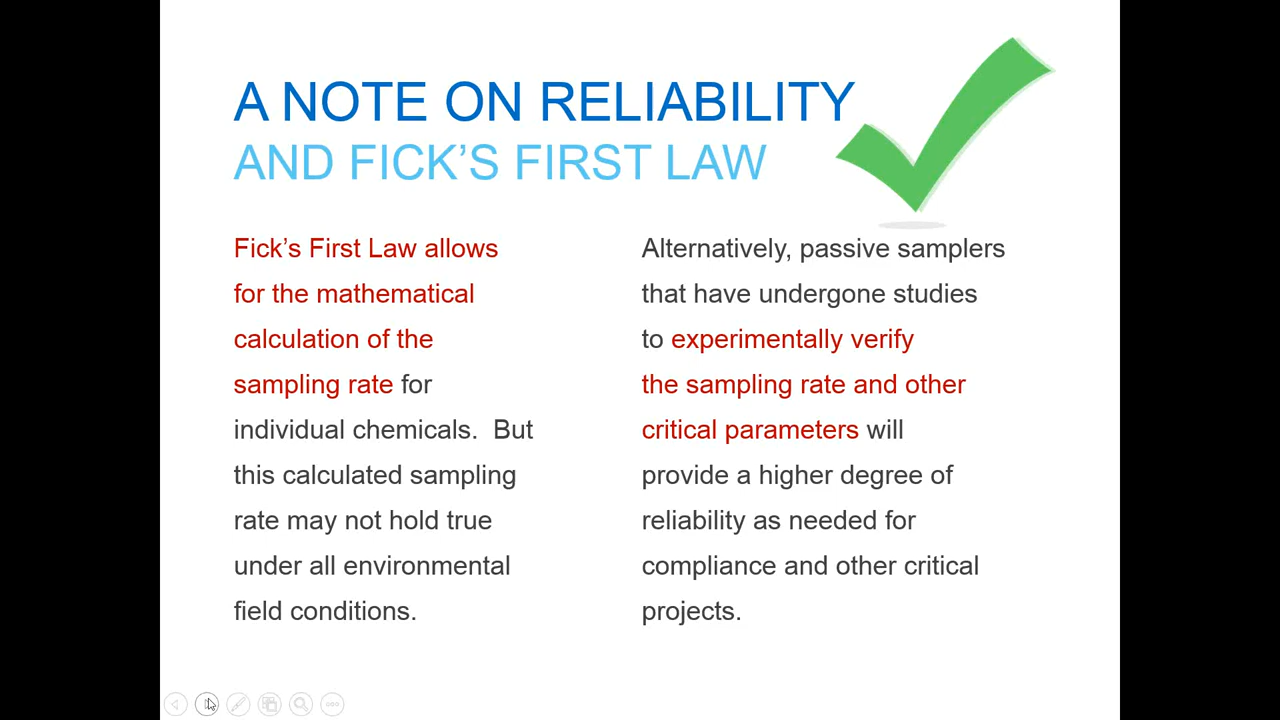 A NOTE ON RELIABILITY
AND FICK'S FIRST LAW
Fick's First Law allows
for the mathematical
calculation of the
sampling rate for
individual chemicals.  But
this calculated sampling
rate may not hold true
under all environmental
field conditions.
Alternatively, passive samplers
that have undergone studies
to experimentally verify
the sampling rate and other
critical parameters will
provide a higher degree of
reliability as needed for
compliance and other critical
projects.